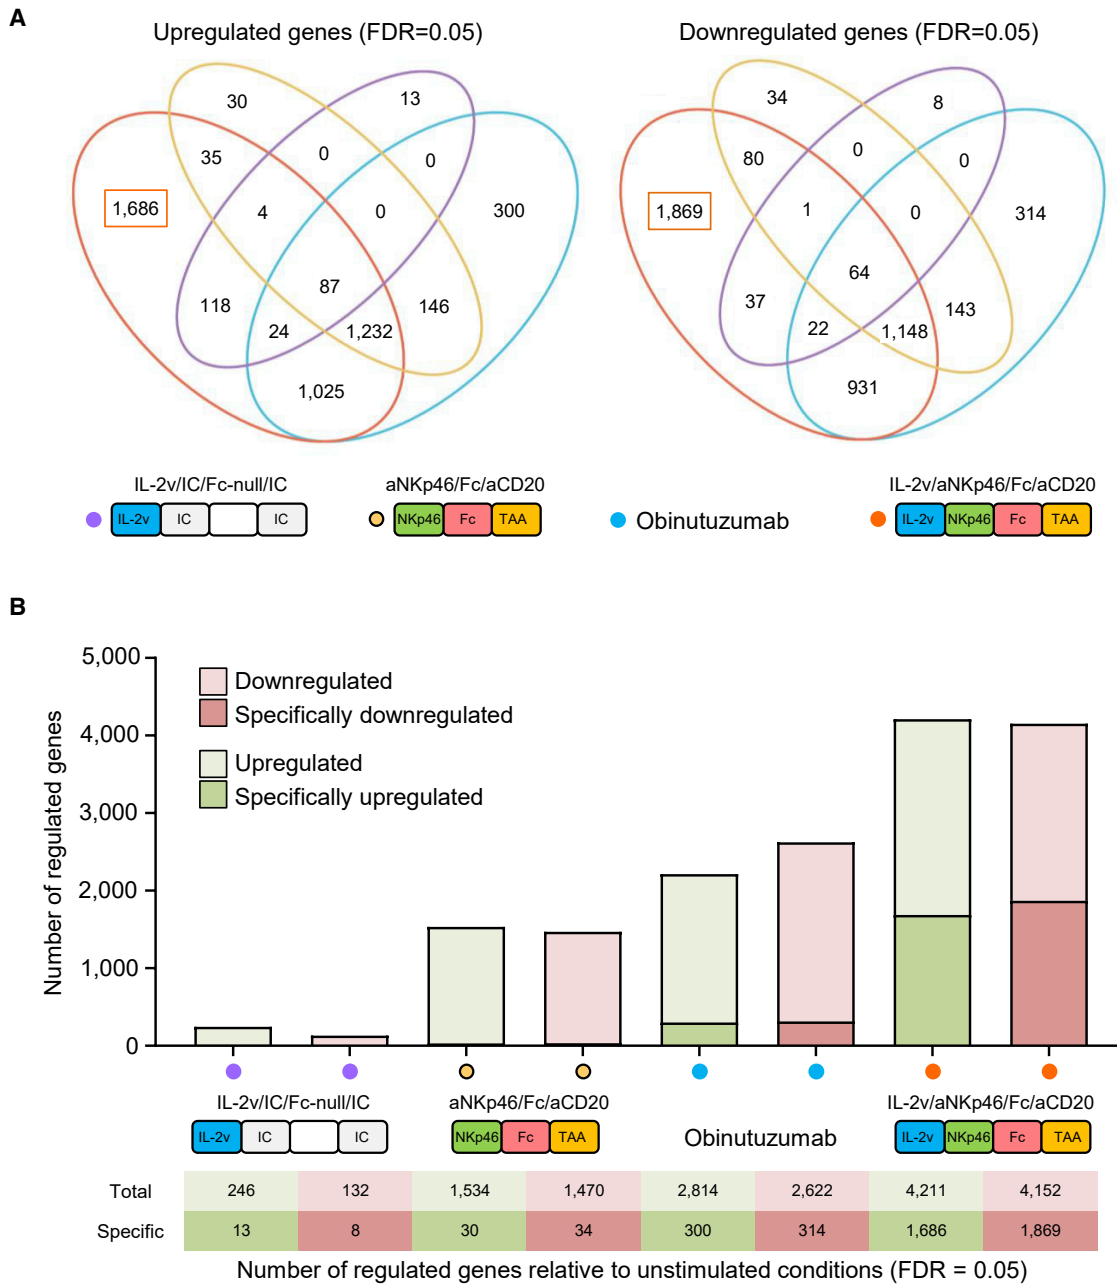 A
Upregulated genes (FDR=0.05)
Downregulated genes (FDR=0.05)
30
13
35
0
0
1,686
4
0
300
87
118
146
24
1,232
1,025
34
8
80
0
0
1,869
1
0
314
64
37
143
22
1,148
931
IL-2v/IC/Fc-null/IC
IL-2v IC IC
aNKp46/Fc/aCD20
NKp46 Fc TAA
Obinutuzumab
IL-2v/aNKp46/Fc/aCD20
IL-2v NKp46 Fc TAA
B
Number of regulated genes
5,000
4,000
3,000
2,000
1,000
0
Downregulated
Specifically downregulated
Upregulated
Specifically upregulated
IL-2v/IC/Fc-null/IC
IL-2v IC IC
aNKp46/Fc/aCD20
NKp46 Fc TAA
Obinutuzumab
IL-2v/aNKp46/Fc/aCD20
IL-2v NKp46 Fc TAA
Total 246 132 1,534 1,470 2,814 2,622 4,211 4,152
Specific 13 8 30 34 300 314 1,686 1,869
Number of regulated genes relative to unstimulated conditions (FDR = 0.05)